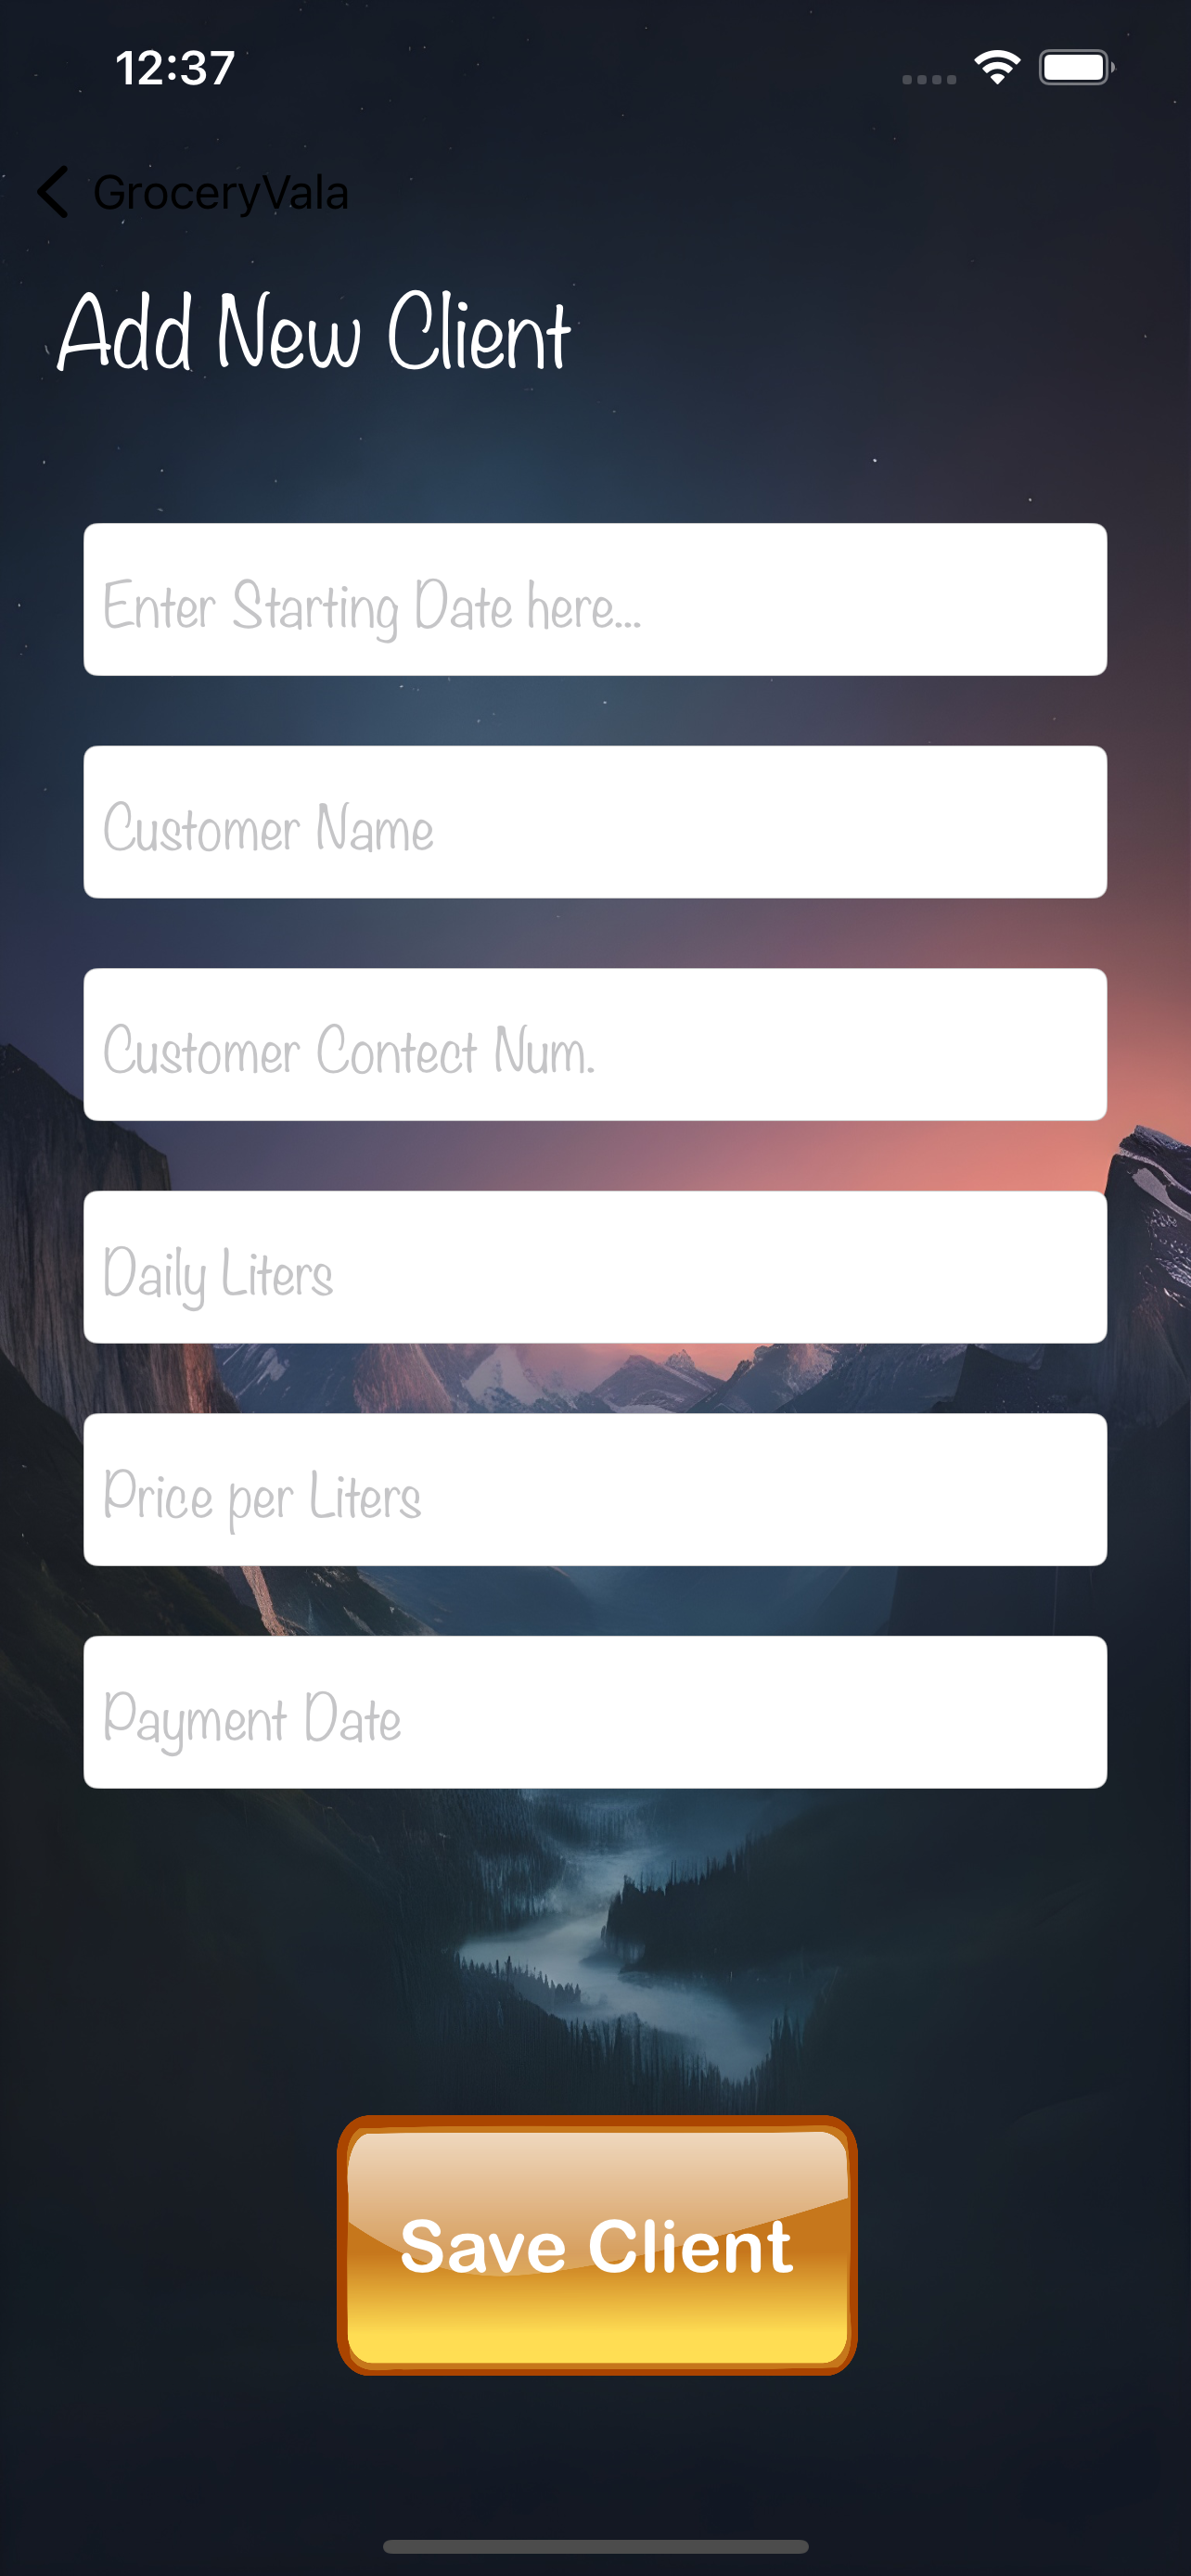 12:37
GroceryVala
Add New Client
Enter Starting Date here...
Customer Name
Customer Contect Num.
Daily Liters
Price per Liters
Payment Date
Save Client